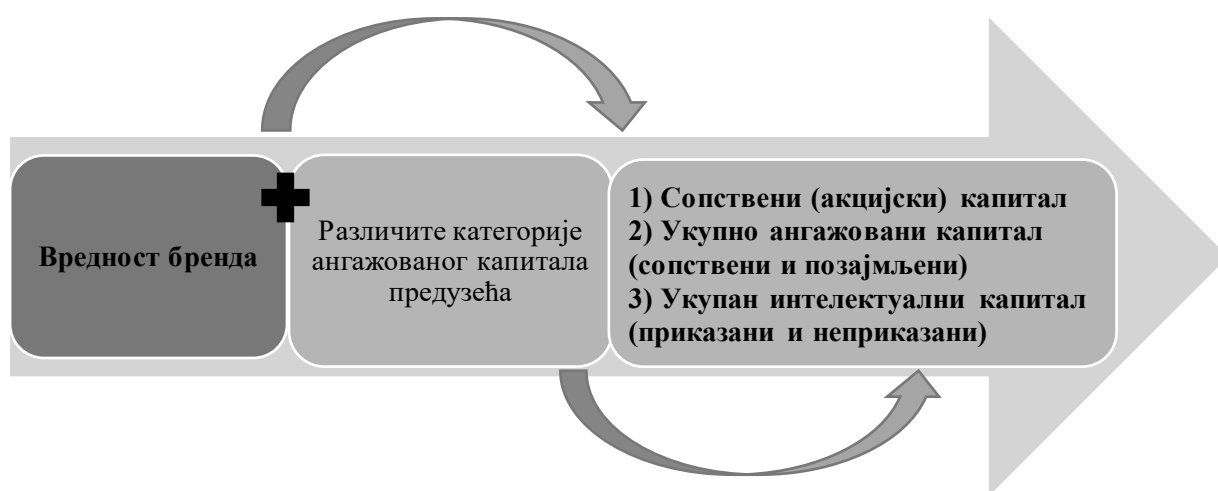 Вредност бренда
Различите категорије
ангажованог капитала
предузећа
1) Сопствени (акцијски) капитал
2) Укупно ангажовани капитал
(сопствени и позајмљени)
3) Укупан интелектуални капитал
(приказани и неприказани)